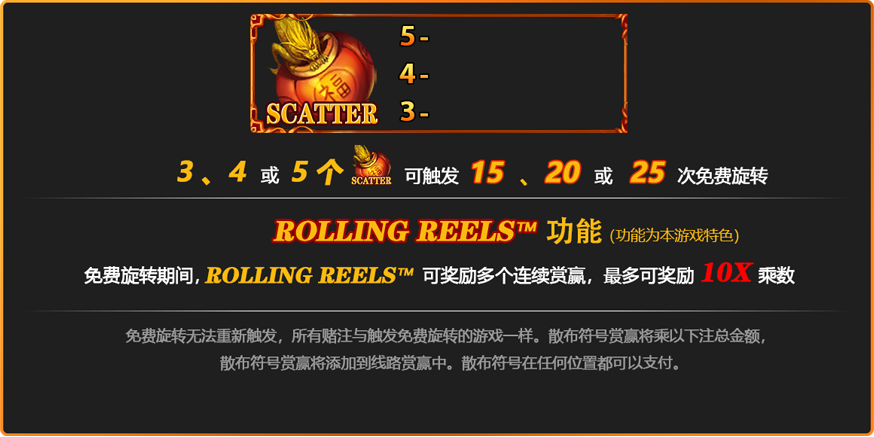 5 -
4 -
3 -
福
SCATTER
3 、4 或 5 个 SCATTER 可触发 15 、20 或 25 次免费旋转
ROLLING REELS™ 功能 (功能为本游戏特色)
免费旋转期间, ROLLING REELS™ 可奖励多个连续赏赢，最多可奖励 10X 乘数
免费旋转无法重新触发，所有赌注与触发免费旋转的游戏一样。散布符号赏赢将乘以下注总金额，
散布符号赏赢将添加到线路赏赢中。散布符号在任何位置都可以支付。